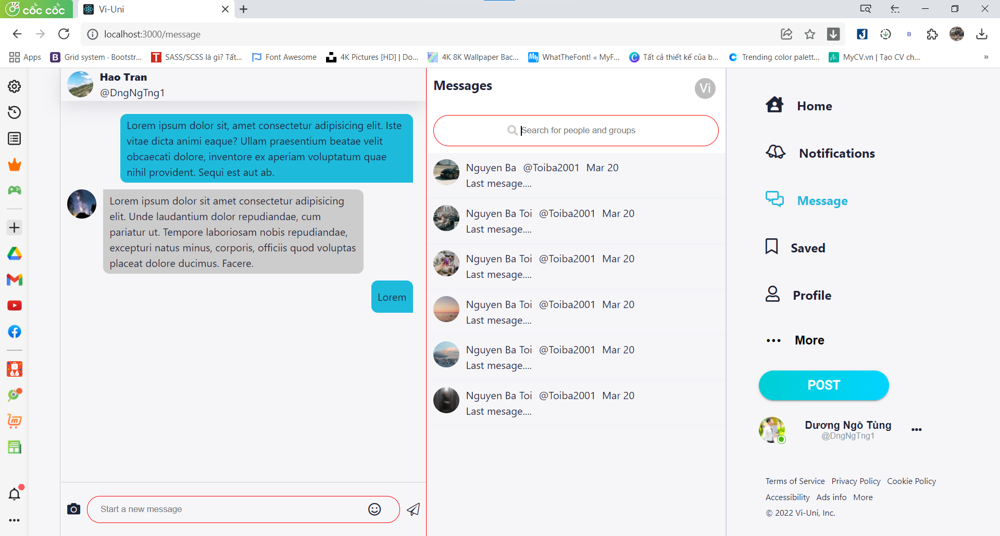 cốc cốc
Vi-Uni
localhost:3000/message
Apps
Grid system · Bootstr...
SASS/SCSS là gì? Tất...
Font Awesome
4K Pictures [HD] | Do...
4K 8K Wallpaper Bac...
WhatTheFont! « MyF...
Tất cả thiết kế của b...
Trending color palett...
MyCV.vn | Tạo CV ch...
»
Hao Tran
@DngNgTng1
Lorem ipsum dolor sit, amet consectetur adipisicing elit. Iste
vitae dicta animi eaque? Ullam praesentium beatae velit
obcaecati dolore, inventore ex aperiam voluptatum quae
nihil provident. Sequi est aut ab.
Lorem ipsum dolor sit amet consectetur adipisicing
elit. Unde laudantium dolor repudiandae, cum
pariatur ut. Tempore laboriosam nobis repudiandae,
excepturi natus minus, corporis, officiis quod voluptas
placeat dolore ducimus. Facere.
Lorem
Start a new message
Messages
Vi
Search for people and groups
Nguyen Ba @Toiba2001 Mar 20
Last mesage....
Nguyen Ba Toi @Toiba2001 Mar 20
Last mesage....
Nguyen Ba Toi @Toiba2001 Mar 20
Last mesage....
Nguyen Ba Toi @Toiba2001 Mar 20
Last mesage....
Nguyen Ba Toi @Toiba2001 Mar 20
Last mesage....
Nguyen Ba Toi @Toiba2001 Mar 20
Last mesage....
Home
Notifications
Message
Saved
Profile
More
POST
Dương Ngô Tùng
@DngNgTng1
Terms of Service Privacy Policy Cookie Policy
Accessibility Ads info More
© 2022 Vi-Uni, Inc.